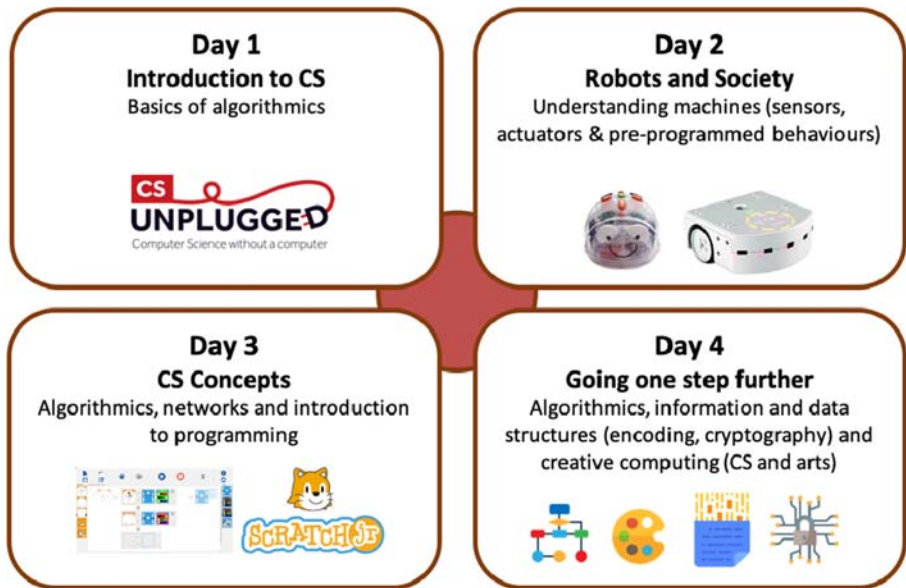 Day 1
Introduction to CS
Basics of algorithmics
CS
UNPLUGGED
Computer Science without a computer
Day 2
Robots and Society
Understanding machines (sensors,
actuators & pre-programmed behaviours)
Day 3
CS Concepts
Algorithmics, networks and introduction
to programming
SCRATCHJr
Day 4
Going one step further
Algorithmics, information and data
structures (encoding, cryptography) and
creative computing (CS and arts)